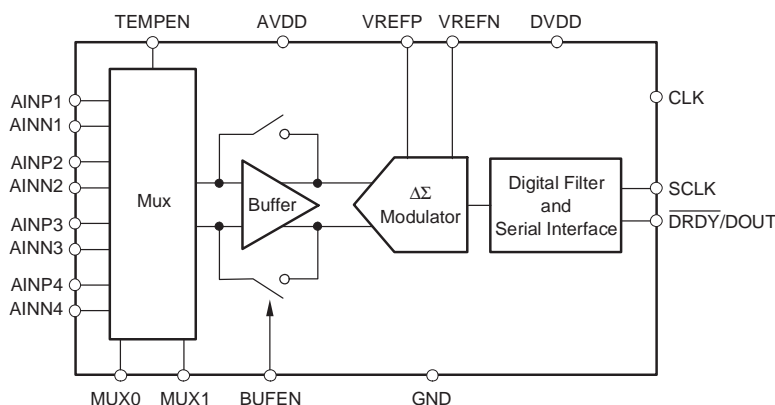 TEMPEN AVDD VREFP VREFN DVDD
AINP1
AINN1
AINP2
AINN2
AINP3
AINN3
AINP4
AINN4
Mux
Buffer
ΔΣ
Modulator
Digital Filter
and
Serial Interface
CLK
SCLK
DRDY/DOUT
MUX0 MUX1 BUFEN GND